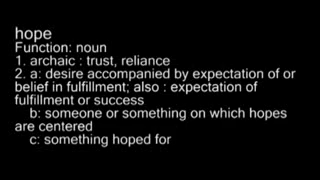 hope
Function: noun
1. archaic : trust, reliance
2. a: desire accompanied by expectation of or
belief in fulfillment; also : expectation of
fulfillment or success
b: someone or something on which hopes
are centered
c: something hoped for